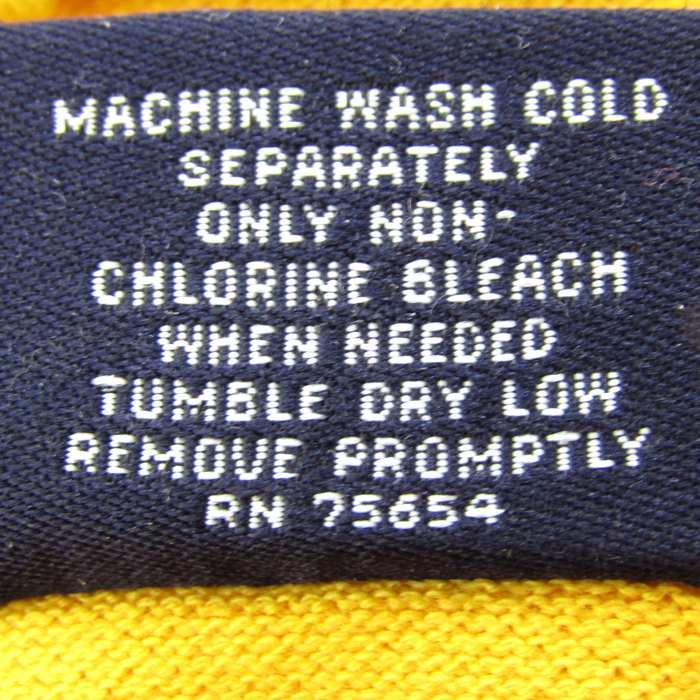 MACHINE WASH COLD
SEPARATELY
ONLY NON-
CHLORINE BLEACH
WHEN NEEDED
TUMBLE DRY LOW
REMOVE PROMPTLY
RN 75654